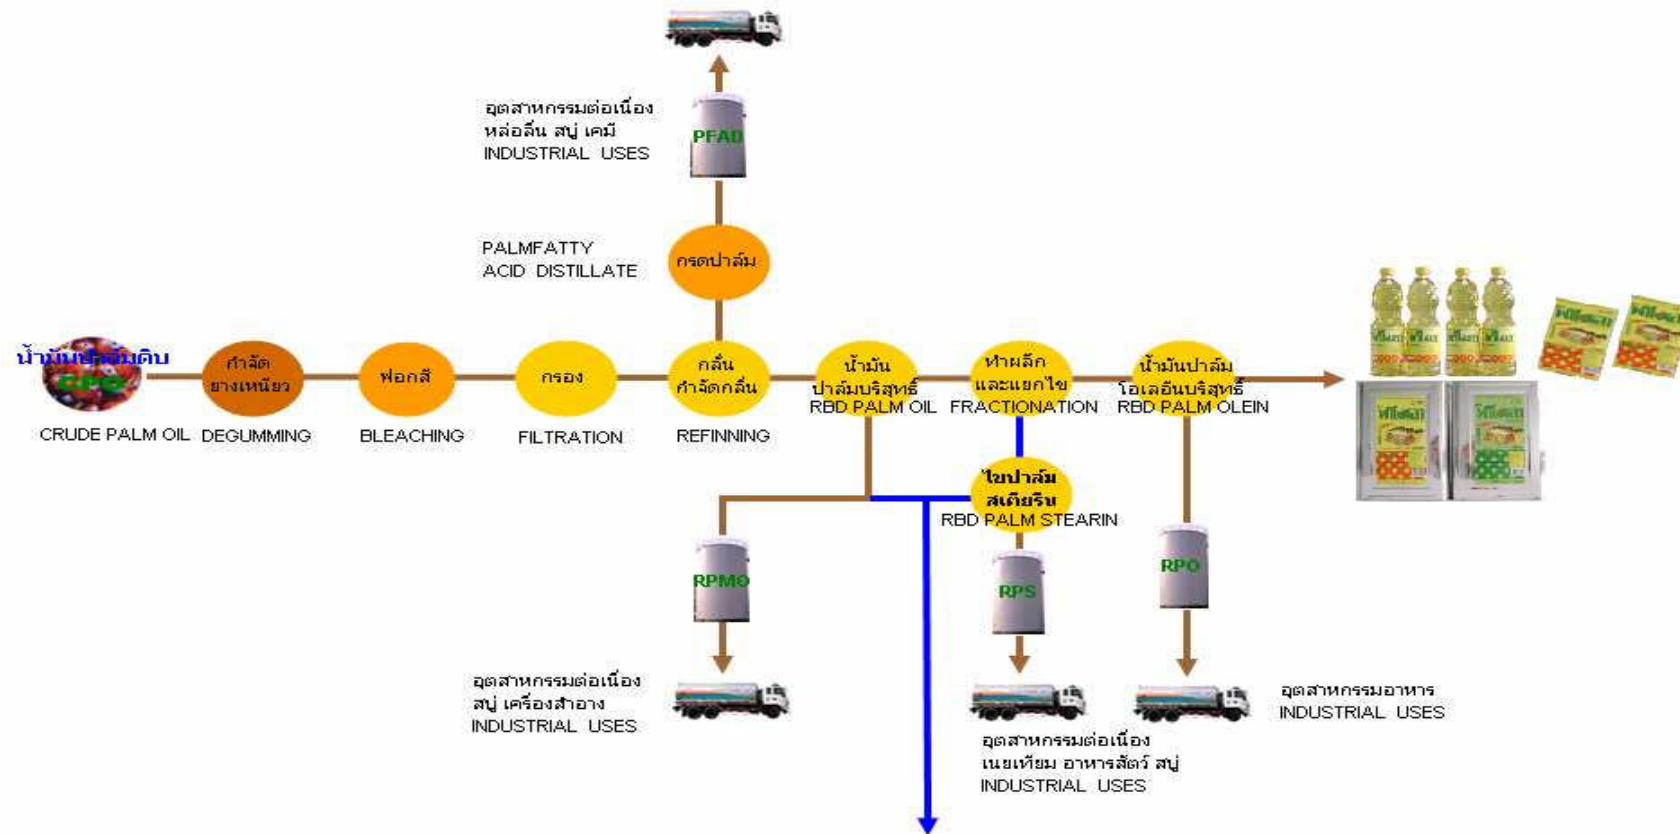 อุตสาหกรรมต่อเนื่อง
หล่อลื่น สบู่ เคมี
INDUSTRIAL USES
PFAD
PALMFATTY
ACID DISTILLATE
กรดปาล์ม
น้ำมันปาล์มดิบ
CPO
CRUDE PALM OIL
กำจัด
ยางเหนียว
DEGUMMING
ฟอกสี
BLEACHING
กรอง
FILTRATION
กลั่น
กำจัดกลิ่น
REFINNING
น้ำมัน
ปาล์มบริสุทธิ์
RBD PALM OIL
ทำผลึก
และแยกไข
FRACTIONATION
น้ำมันปาล์ม
โอเลอีนบริสุทธิ์
RBD PALM OLEIN
ไขปาล์ม
สเตียริน
RBD PALM STEARIN
RPMO
RPS
RPO
อุตสาหกรรมต่อเนื่อง
สบู่ เครื่องสำอาง
INDUSTRIAL USES
อุตสาหกรรมต่อเนื่อง
เนยเทียม อาหารสัตว์ สบู่
INDUSTRIAL USES
อุตสาหกรรมอาหาร
INDUSTRIAL USES